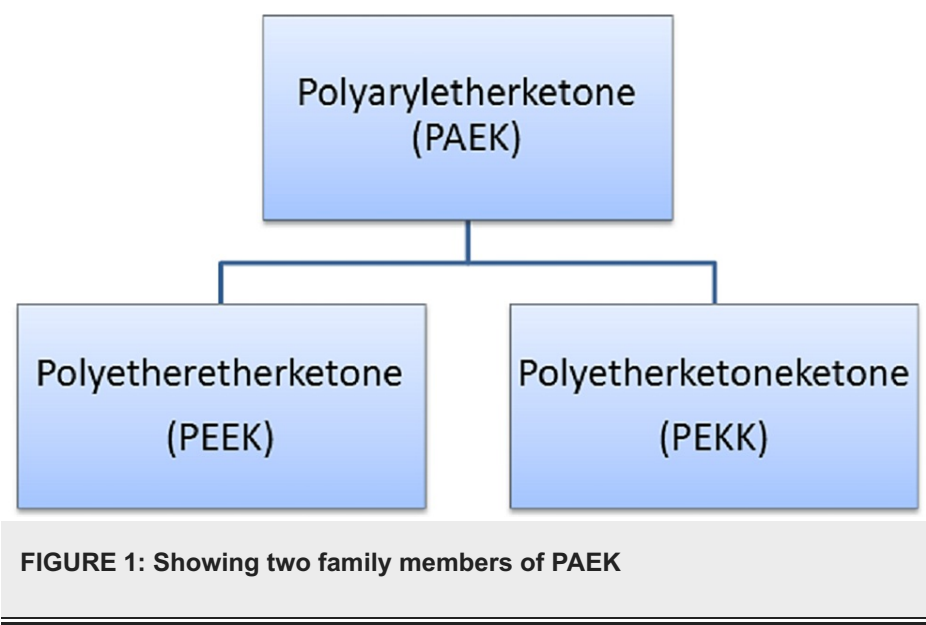 Polyaryletherketone
(PAEK)
Polyetheretherketone
(PEEK)
Polyetherketoneketone
(PEKK)
FIGURE 1: Showing two family members of PAEK